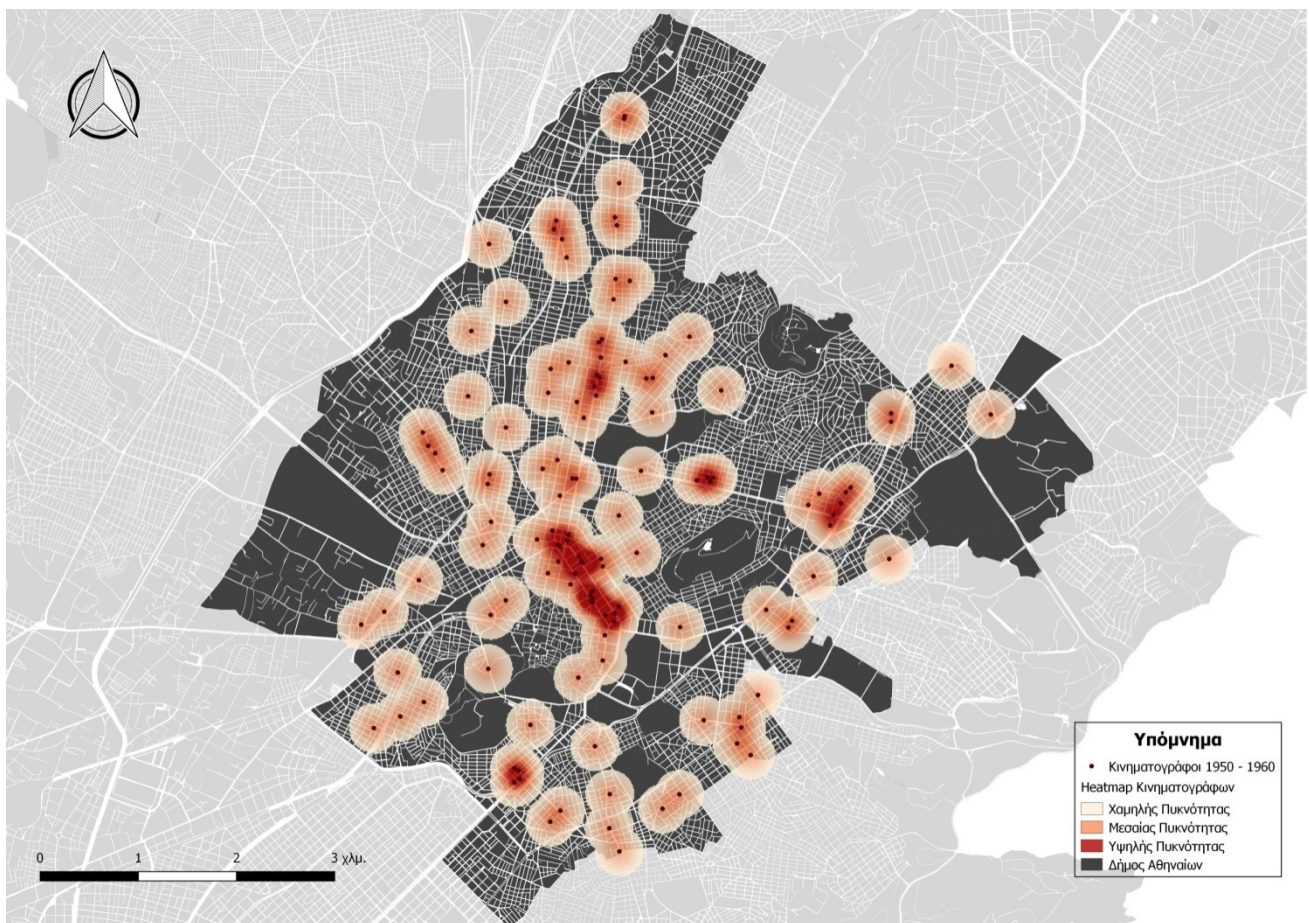 Υπόμνημα
Κινηματογράφοι 1950 - 1960
Heatmap Κινηματογράφων
Χαμηλής Πυκνότητας
Μεσαίας Πυκνότητας
Υψηλής Πυκνότητας
Δήμος Αθηναίων
0 1 2 3 χλμ.